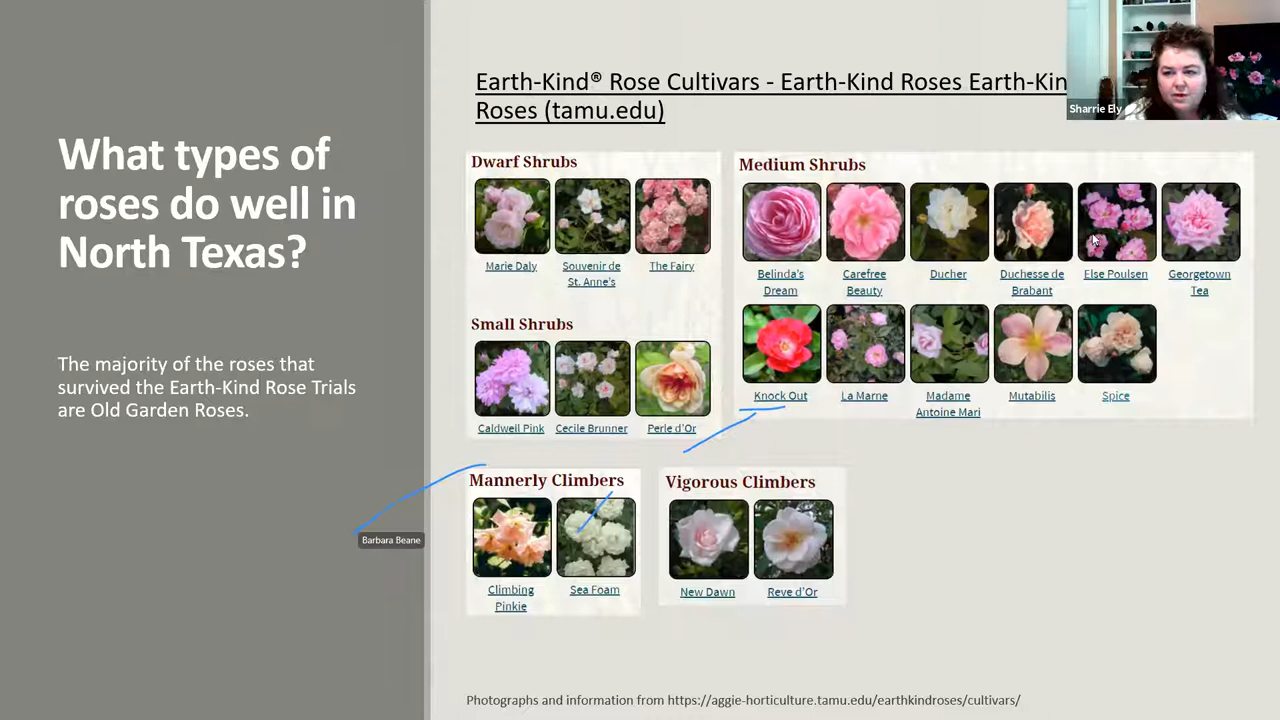 What types of
roses do well in
North Texas?
The majority of the roses that
survived the Earth-Kind Rose Trials
are Old Garden Roses.
Earth-Kind® Rose Cultivars - Earth-Kind Roses Earth-Kin
Roses (tamu.edu)
Sharrie Ely
Dwarf Shrubs
Marie Daly
Souvenir de
St. Anne's
The Fairy
Small Shrubs
Caldwell Pink
Cecile Brunner
Perle d'Or
Medium Shrubs
Belinda's
Dream
Carefree
Beauty
Ducher
Duchesse de
Brabant
Else Poulsen
Georgetown
Tea
Knock Out
La Marne
Madame
Antoine Mari
Mutabilis
Spice
Mannerly Climbers
Climbing
Pinkie
Sea Foam
Vigorous Climbers
New Dawn
Reve d'Or
Barbara Beane
Photographs and information from https://aggie-horticulture.tamu.edu/earthkindroses/cultivars/